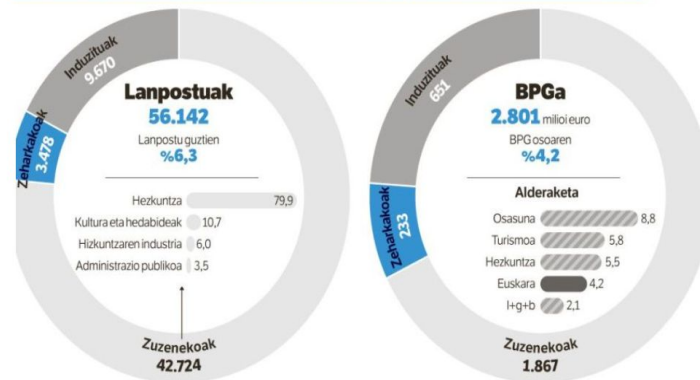 Induzituak
9.670
Zeharkakoak
3.478
Lanpostuak
56.142
Lanpostu guztien
%6,3
Hezkuntza 79,9
Kultura eta hedabideak 10,7
Hizkuntzaren industria 6,0
Administrazio publikoa 3,5
Zuzenekoak
42.724
Induzituak
651
Zeharkakoak
233
BPGa
2.801 milioi euro
BPG osoaren
%4,2
Alderaketa
Osasuna 8,8
Turismoa 5,8
Hezkuntza 5,5
Euskara 4,2
I+g+b 2,1
Zuzenekoak
1.867